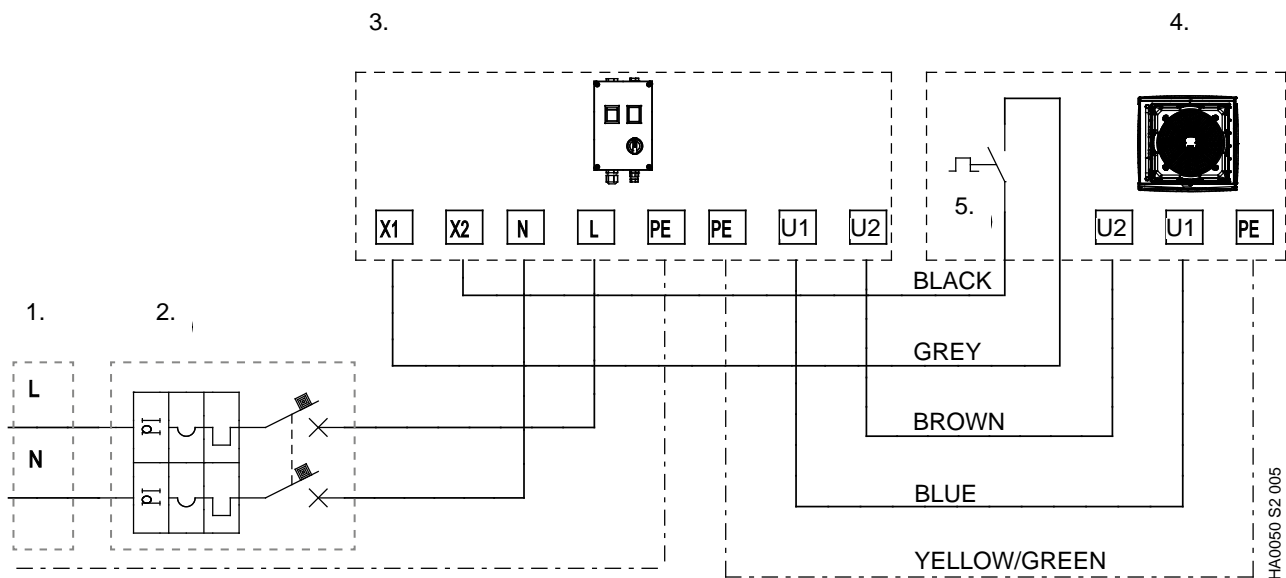 3. 4.
5.
X1 X2 N L PE PE U1 U2 U2 U1 PE
BLACK
1. 2.
GREY
L
BROWN
N
BLUE
YELLOW/GREEN
HA0050 S2 005